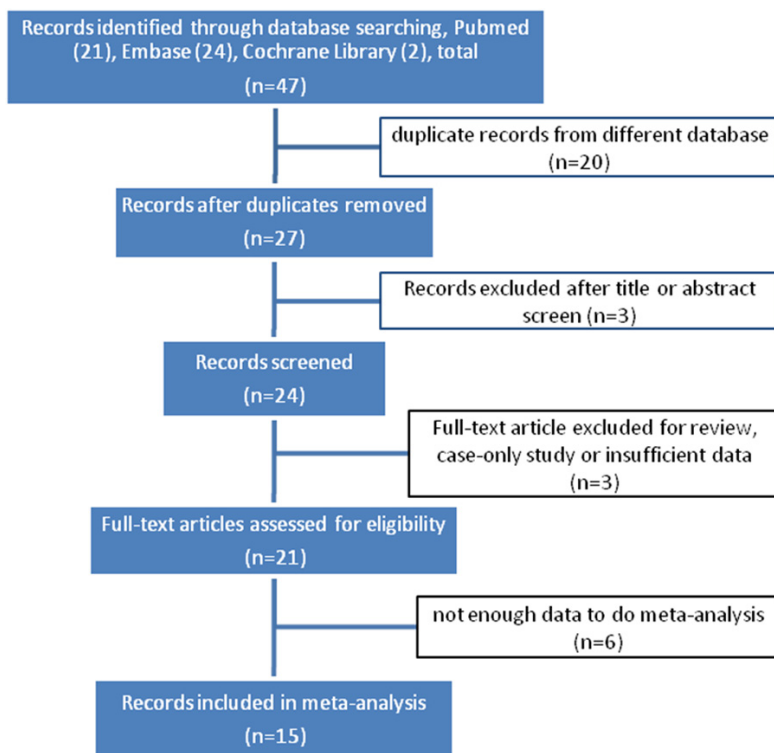 Records identified through database searching, Pubmed
(21), Embase (24), Cochrane Library (2), total
(n=47)
duplicate records from different database
(n=20)
Records after duplicates removed
(n=27)
Records excluded after title or abstract
screen (n=3)
Records screened
(n=24)
Full-text article excluded for review,
case-only study or insufficient data
(n=3)
Full-text articles assessed for eligibility
(n=21)
not enough data to do meta-analysis
(n=6)
Records included in meta-analysis
(n=15)